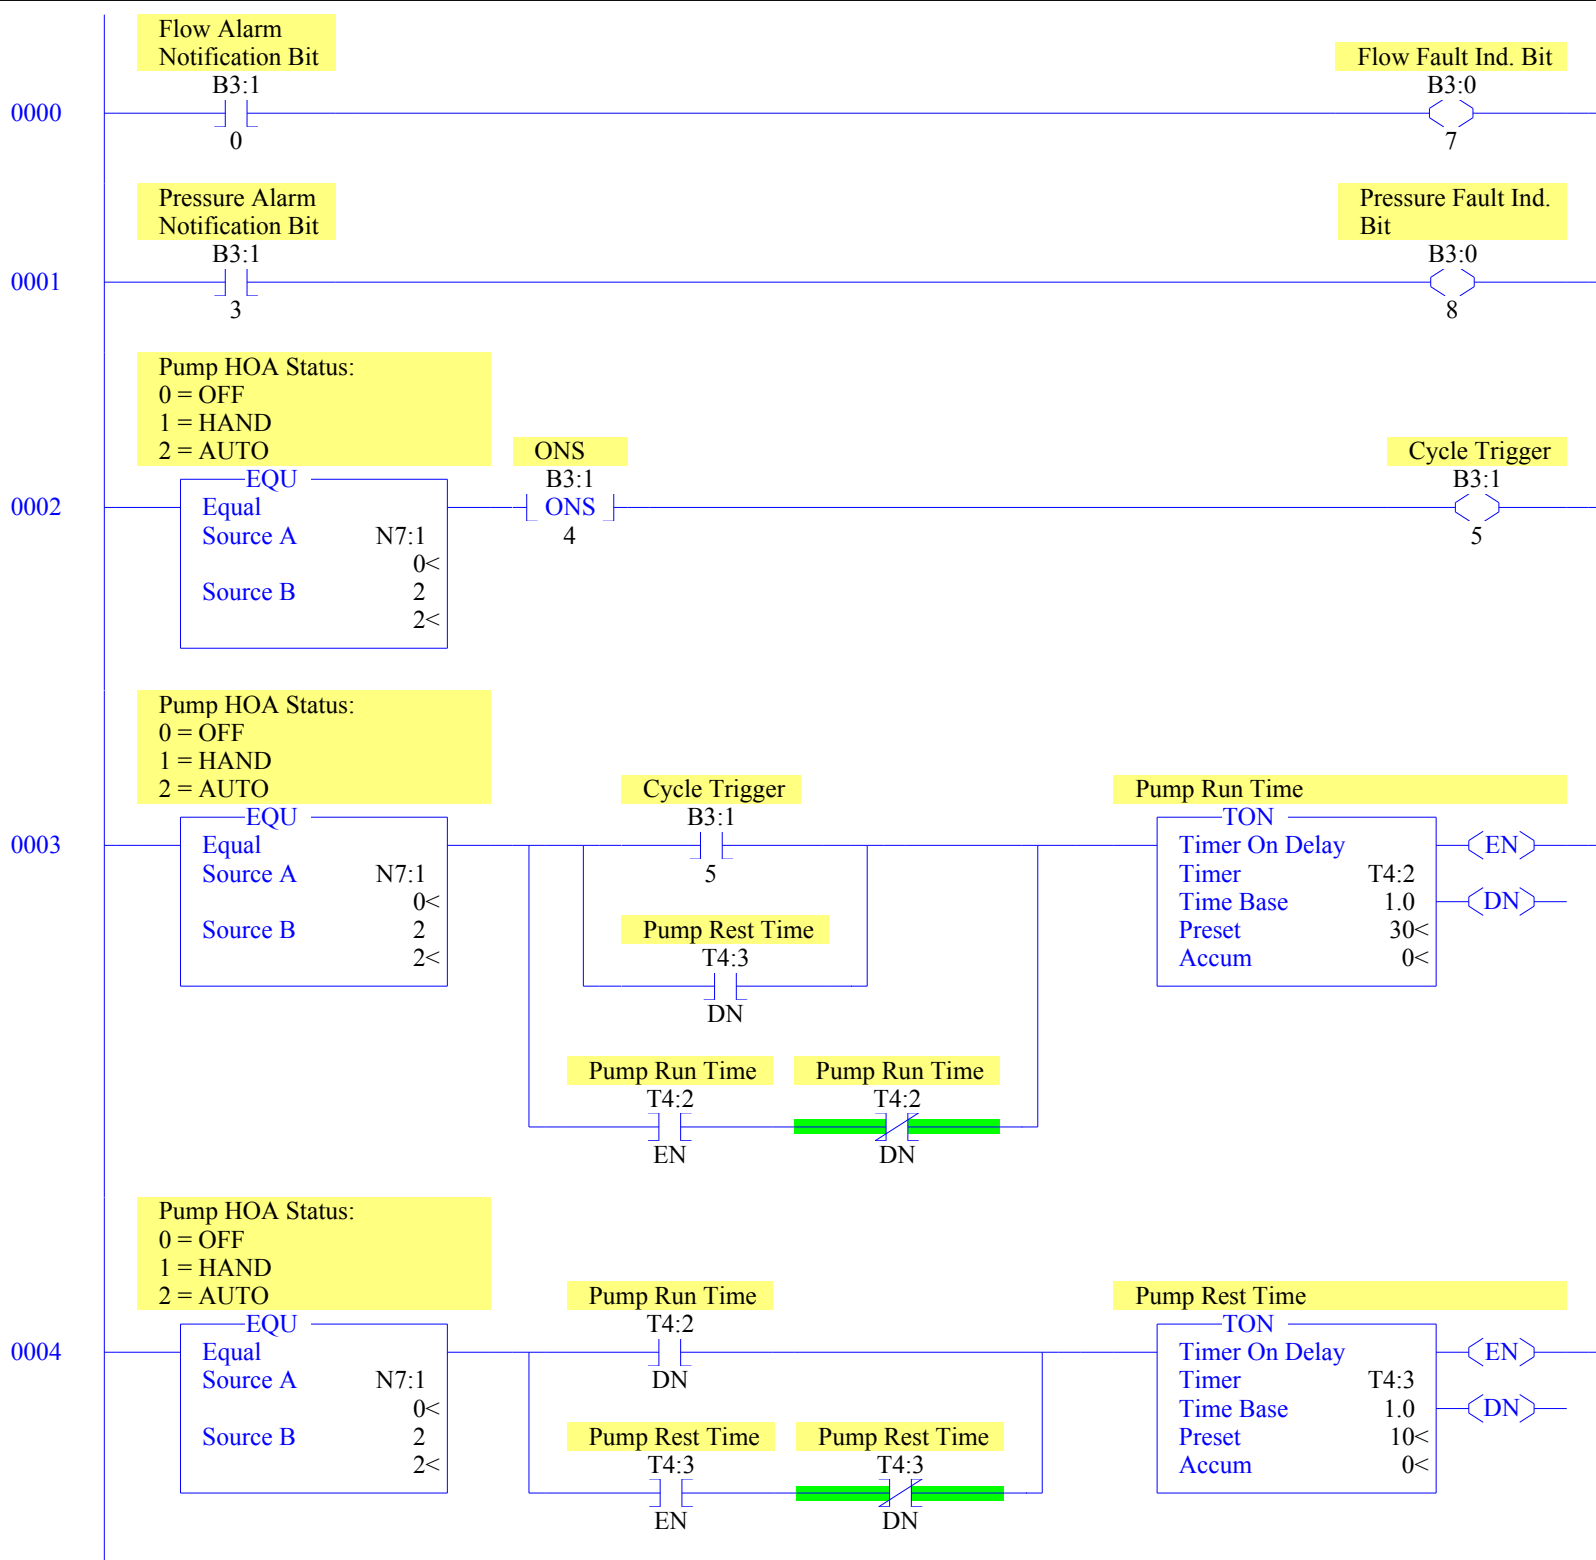 Flow Alarm
Notification Bit
B3:1
0
Flow Fault Ind. Bit
B3:0
7
0000
Pressure Alarm
Notification Bit
B3:1
3
Pressure Fault Ind.
Bit
B3:0
8
0001
Pump HOA Status:
0 = OFF
1 = HAND
2 = AUTO
EQU
Equal
Source A N7:1
0<
Source B 2
2<
ONS
B3:1
ONS
4
Cycle Trigger
B3:1
5
0002
Pump HOA Status:
0 = OFF
1 = HAND
2 = AUTO
EQU
Equal
Source A N7:1
0<
Source B 2
2<
Cycle Trigger
B3:1
5
Pump Rest Time
T4:3
DN
Pump Run Time
T4:2
EN
Pump Run Time
T4:2
DN
Pump Run Time
TON
Timer On Delay
Timer T4:2
Time Base 1.0
Preset 30<
Accum 0<
EN
DN
0003
Pump HOA Status:
0 = OFF
1 = HAND
2 = AUTO
EQU
Equal
Source A N7:1
0<
Source B 2
2<
Pump Run Time
T4:2
DN
Pump Rest Time
T4:3
EN
Pump Rest Time
T4:3
DN
Pump Rest Time
TON
Timer On Delay
Timer T4:3
Time Base 1.0
Preset 10<
Accum 0<
EN
DN
0004